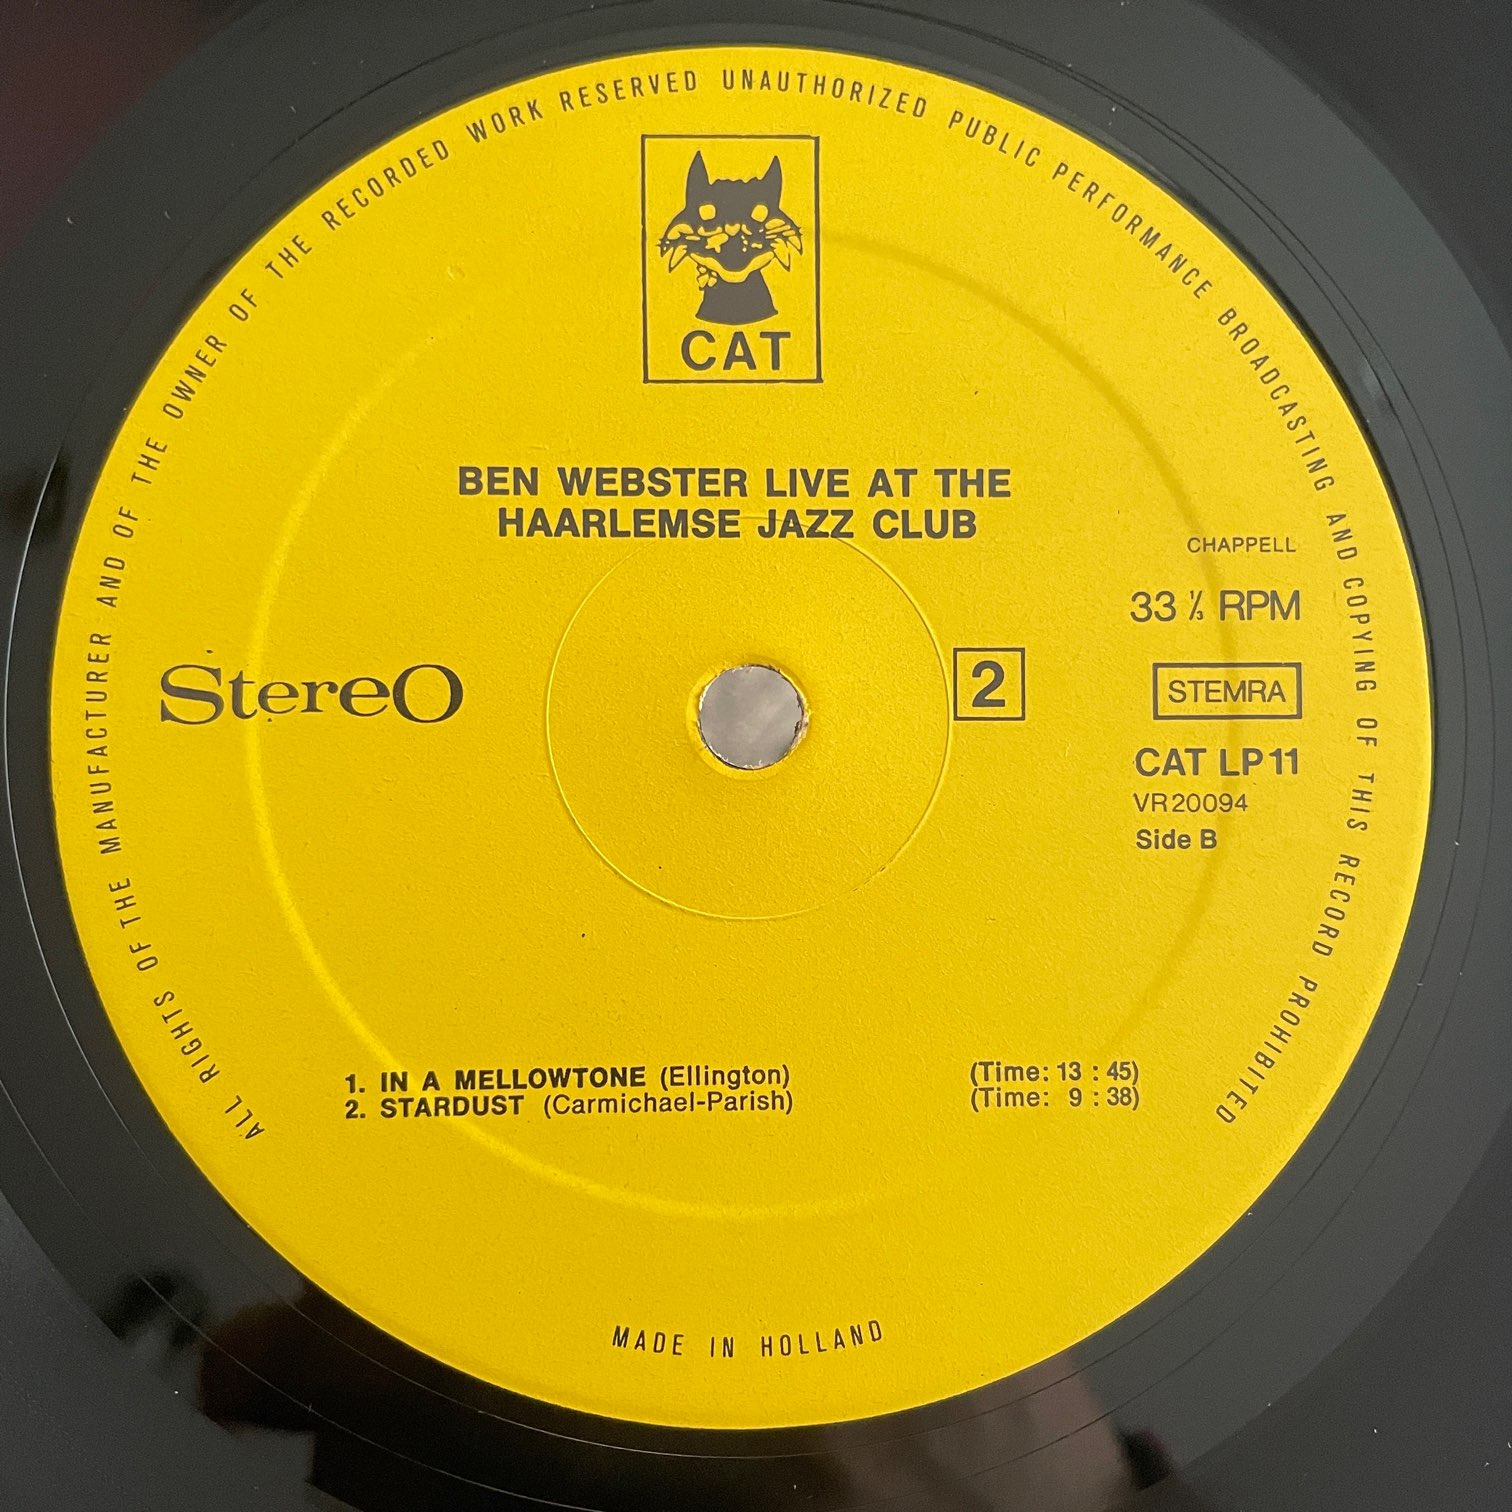 ALL RIGHTS OF THE MANUFACTURER AND OF THE OWNER OF THE RECORDED WORK RESERVED UNAUTHORIZED PUBLIC PERFORMANCE BROADCASTING AND COPYING OF THIS RECORD PROHIBITED
CAT
BEN WEBSTER LIVE AT THE
HAARLEMSE JAZZ CLUB
CHAPPELL
33 1/3 RPM
Stereo
2
STEMRA
CAT LP 11
VR 20094
Side B
1. IN A MELLOWTONE (Ellington) (Time: 13 : 45)
2. STARDUST (Carmichael-Parish) (Time: 9 : 38)
MADE IN HOLLAND